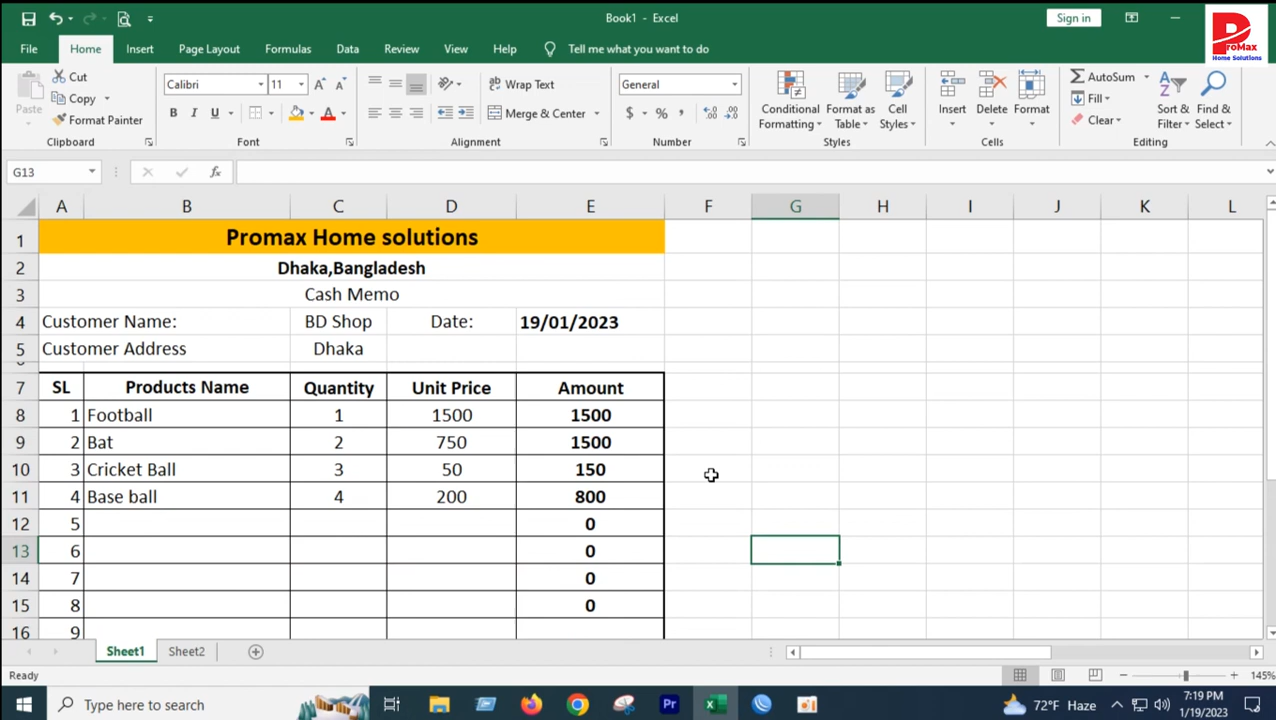 Book1 - Excel
Sign in
ProMax
Home Solutions
File Home Insert Page Layout Formulas Data Review View Help Tell me what you want to do
Paste
Cut
Copy
Format Painter
Clipboard
Calibri 11
B I U
Font
ab Wrap Text
Merge & Center
Alignment
General
$ % ,
Number
Conditional Formatting
Format as Table
Cell Styles
Styles
Insert
Delete
Format
Cells
AutoSum
Fill
Clear
Sort & Filter
Find & Select
Editing
G13
fx
A B C D E F G H I J K L
1 Promax Home solutions
2 Dhaka,Bangladesh
3 Cash Memo
4 Customer Name: BD Shop Date: 19/01/2023
5 Customer Address Dhaka
7 SL Products Name Quantity Unit Price Amount
8 1 Football 1 1500 1500
9 2 Bat 2 750 1500
10 3 Cricket Ball 3 50 150
11 4 Base ball 4 200 800
12 5 0
13 6 0
14 7 0
15 8 0
16 9
Sheet1 Sheet2
Ready
145%
Type here to search
Pr
72°F Haze
7:19 PM
1/19/2023